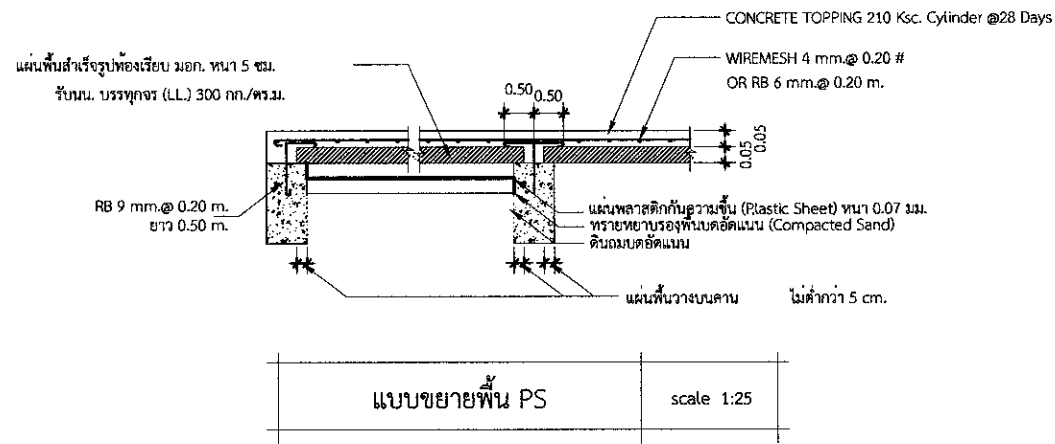 CONCRETE TOPPING 210 Ksc. Cylinder @28 Days
แผ่นพื้นสำเร็จรูปท้องเรียบ มอก. หนา 5 ซม.
รับนน. บรรทุกจร (LL.) 300 กก./ตร.ม.
WIREMESH 4 mm.@ 0.20 #
OR RB 6 mm.@ 0.20 m.
0.50 0.50
0.05
0.05
RB 9 mm.@ 0.20 m.
ยาว 0.50 m.
แผ่นพลาสติกกันความชื้น (Plastic Sheet) หนา 0.07 มม.
ทรายหยาบรองพื้นบดอัดแน่น (Compacted Sand)
ดินถมบดอัดแน่น
แผ่นพื้นวางบนคาน ไม่ต่ำกว่า 5 cm.
แบบขยายพื้น PS
scale 1:25